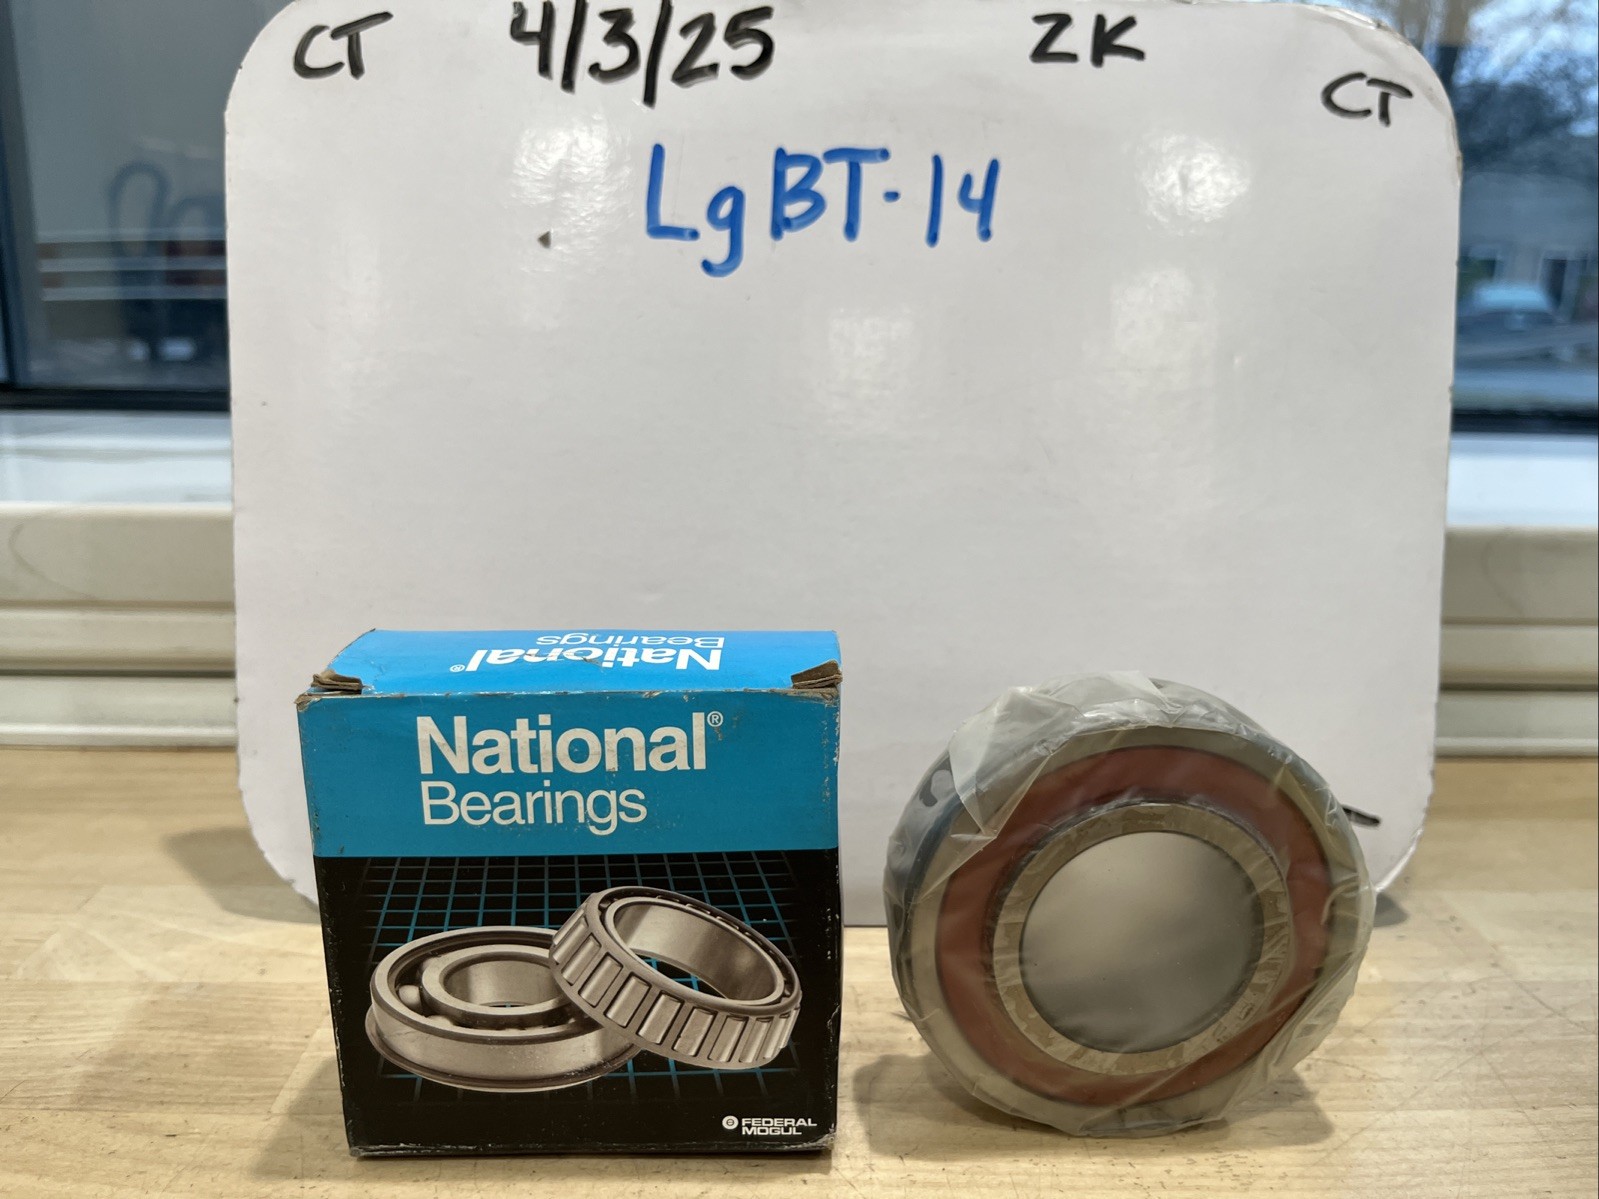 CT 4/3/25 ZK
CT
LgBT-14
National®
Bearings
National®
Bearings
FEDERAL
MOGUL